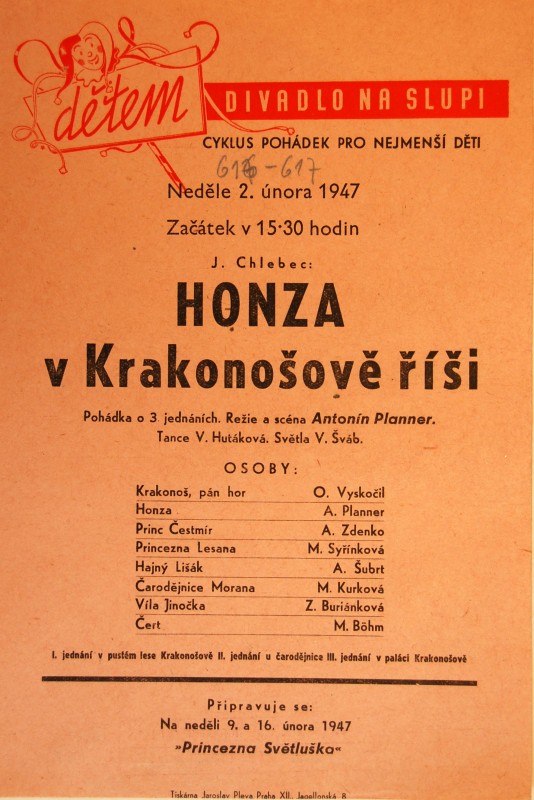 dětem
DIVADLO NA SLUPI
CYKLUS POHÁDEK PRO NEJMENŠÍ DĚTI
616-617
Neděle 2. února 1947
Začátek v 15·30 hodin
J. Chlebec:
HONZA
v Krakonošově říši
Pohádka o 3 jednáních. Režie a scéna Antonín Planner.
Tance V. Hutáková. Světla V. Šváb.
OSOBY:
Krakonoš, pán hor O. Vyskočil
Honza A. Planner
Princ Čestmír A. Zdenko
Princezna Lesana M. Syřínková
Hajný Lišák A. Šubrt
Čarodějnice Morana M. Kurková
Víla Jinočka Z. Buriánková
Čert M. Böhm
I. jednání v pustém lese Krakonošově II. jednání u čarodějnice III. jednání v paláci Krakonošově
Připravuje se:
Na neděli 9. a 16. února 1947
»Princezna Světluška«
Tiskárna Jaroslav Pleva Praha XII., Jagellonská 8